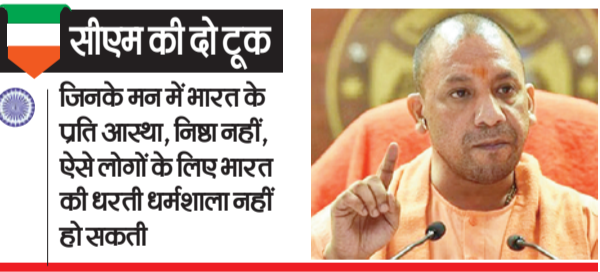 सीएम की दो टूक
जिनके मन में भारत के
प्रति आस्था, निष्ठा नहीं,
ऐसे लोगों के लिए भारत
की धरती धर्मशाला नहीं
हो सकती